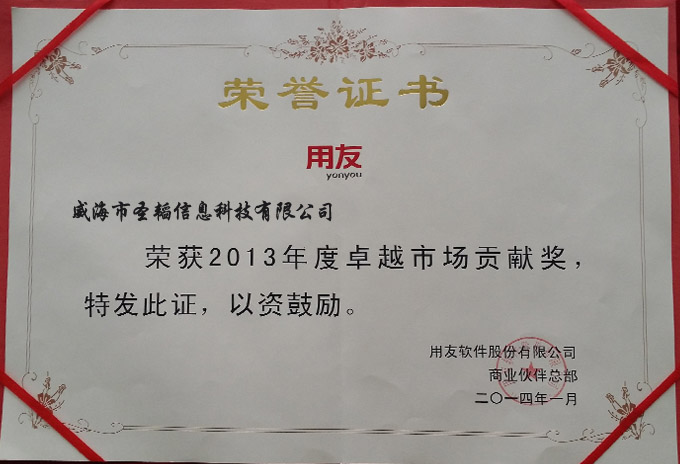 荣誉证书
用友
yonyou
威海市圣韬信息科技有限公司
荣获2013年度卓越市场贡献奖，
特发此证，以资鼓励。
用友软件股份有限公司
商业伙伴总部
二〇一四年一月